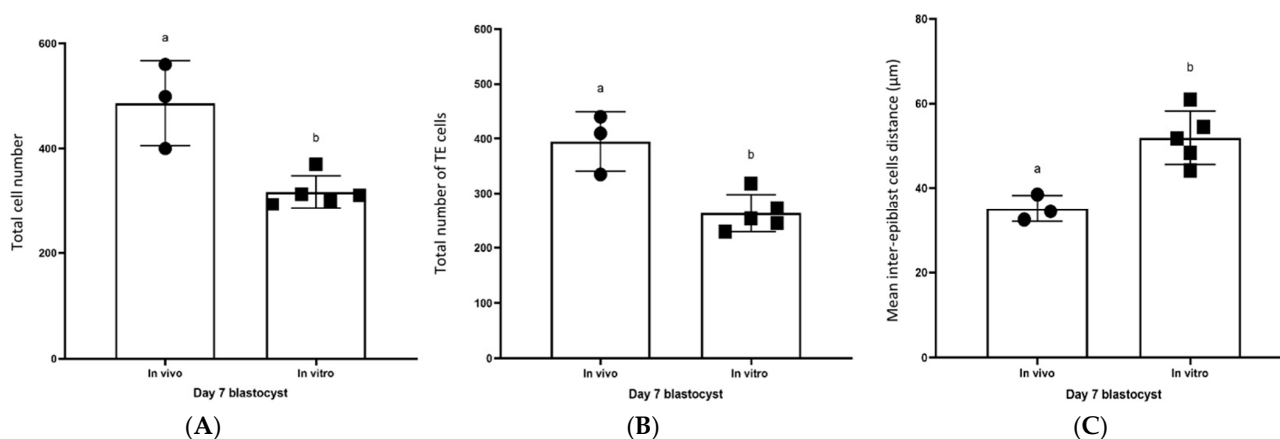 Total cell number
600
400
200
0
a
b
In vivo
In vitro
Day 7 blastocyst
(A)
Total number of TE cells
600
500
400
300
200
100
0
a
b
In vivo
In vitro
Day 7 blastocyst
(B)
Mean inter-epiblast cells distance (μm)
80
60
40
20
0
a
b
In vivo
In vitro
Day 7 blastocyst
(C)